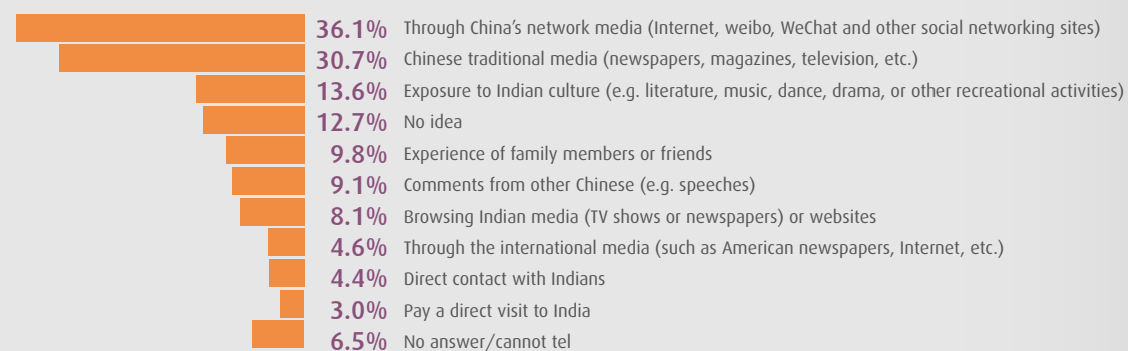 36.1% Through China's network media (Internet, weibo, WeChat and other social networking sites)
30.7% Chinese traditional media (newspapers, magazines, television, etc.)
13.6% Exposure to Indian culture (e.g. literature, music, dance, drama, or other recreational activities)
12.7% No idea
9.8% Experience of family members or friends
9.1% Comments from other Chinese (e.g. speeches)
8.1% Browsing Indian media (TV shows or newspapers) or websites
4.6% Through the international media (such as American newspapers, Internet, etc.)
4.4% Direct contact with Indians
3.0% Pay a direct visit to India
6.5% No answer/cannot tel